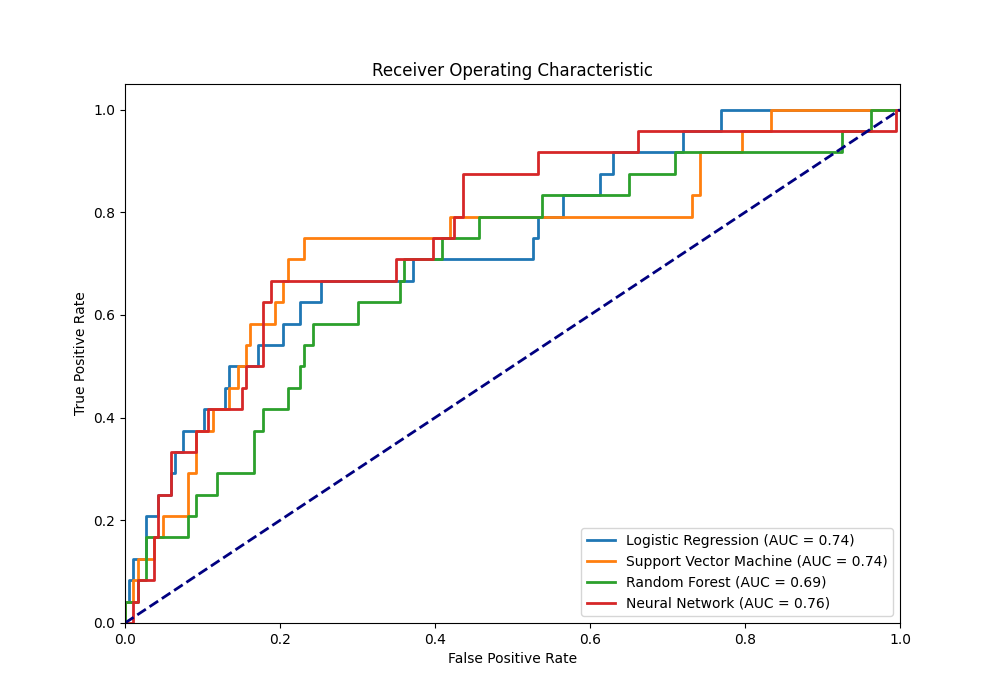 Receiver Operating Characteristic
1.0
0.8
0.6
0.4
0.2
0.0
True Positive Rate
0.0 0.2 0.4 0.6 0.8 1.0
False Positive Rate
Logistic Regression (AUC = 0.74)
Support Vector Machine (AUC = 0.74)
Random Forest (AUC = 0.69)
Neural Network (AUC = 0.76)